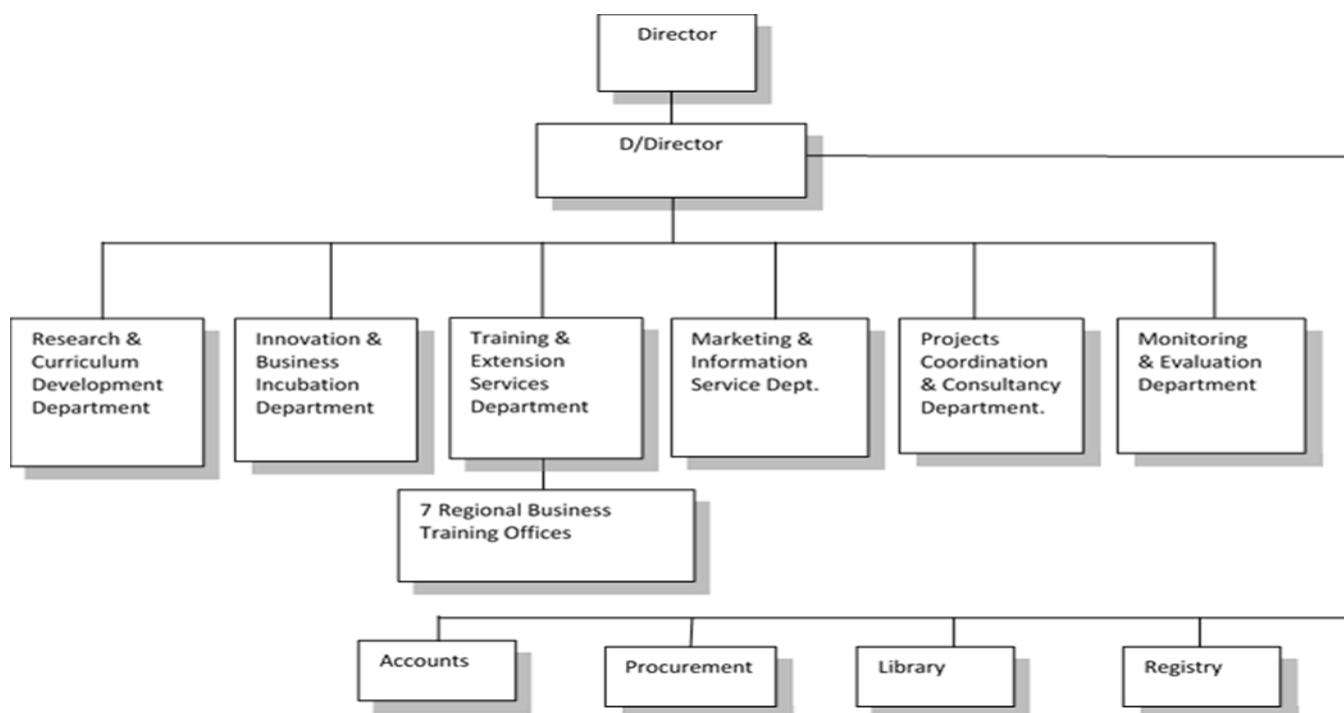 Director
D/Director
Research &
Curriculum
Development
Department
Innovation &
Business
Incubation
Department
Training &
Extension
Services
Department
Marketing &
Information
Service Dept.
Projects
Coordination
& Consultancy
Department.
Monitoring
& Evaluation
Department
7 Regional Business
Training Offices
Accounts
Procurement
Library
Registry